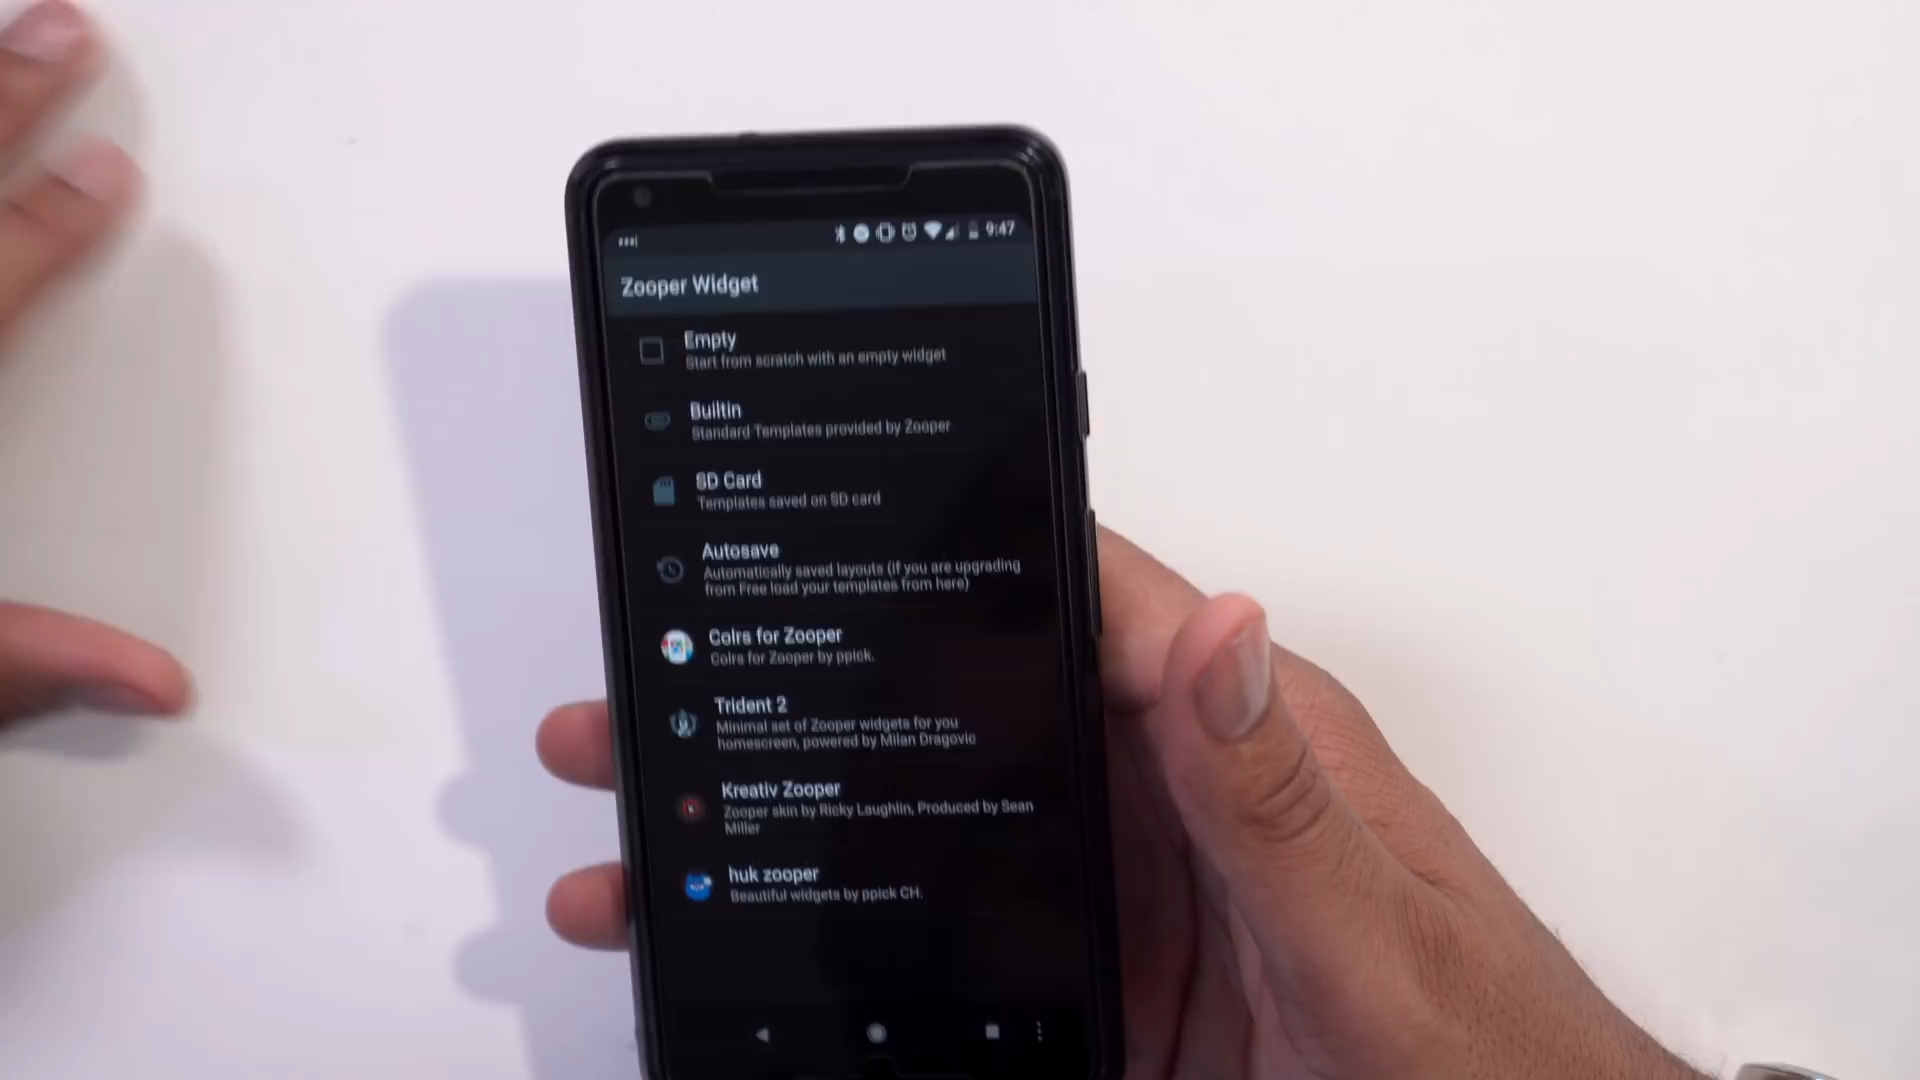 9:47
Zooper Widget
Empty
Start from scratch with an empty widget
Builtin
Standard Templates provided by Zooper
SD Card
Templates saved on SD card
Autosave
Automatically saved layouts (if you are upgrading
from Free load your templates from here)
Colrs for Zooper
Colrs for Zooper by ppick.
Trident 2
Minimal set of Zooper widgets for you
homescreen, powered by Milan Dragovic
Kreativ Zooper
Zooper skin by Ricky Laughlin, Produced by Sean
Miller
huk zooper
Beautiful widgets by ppick CH.